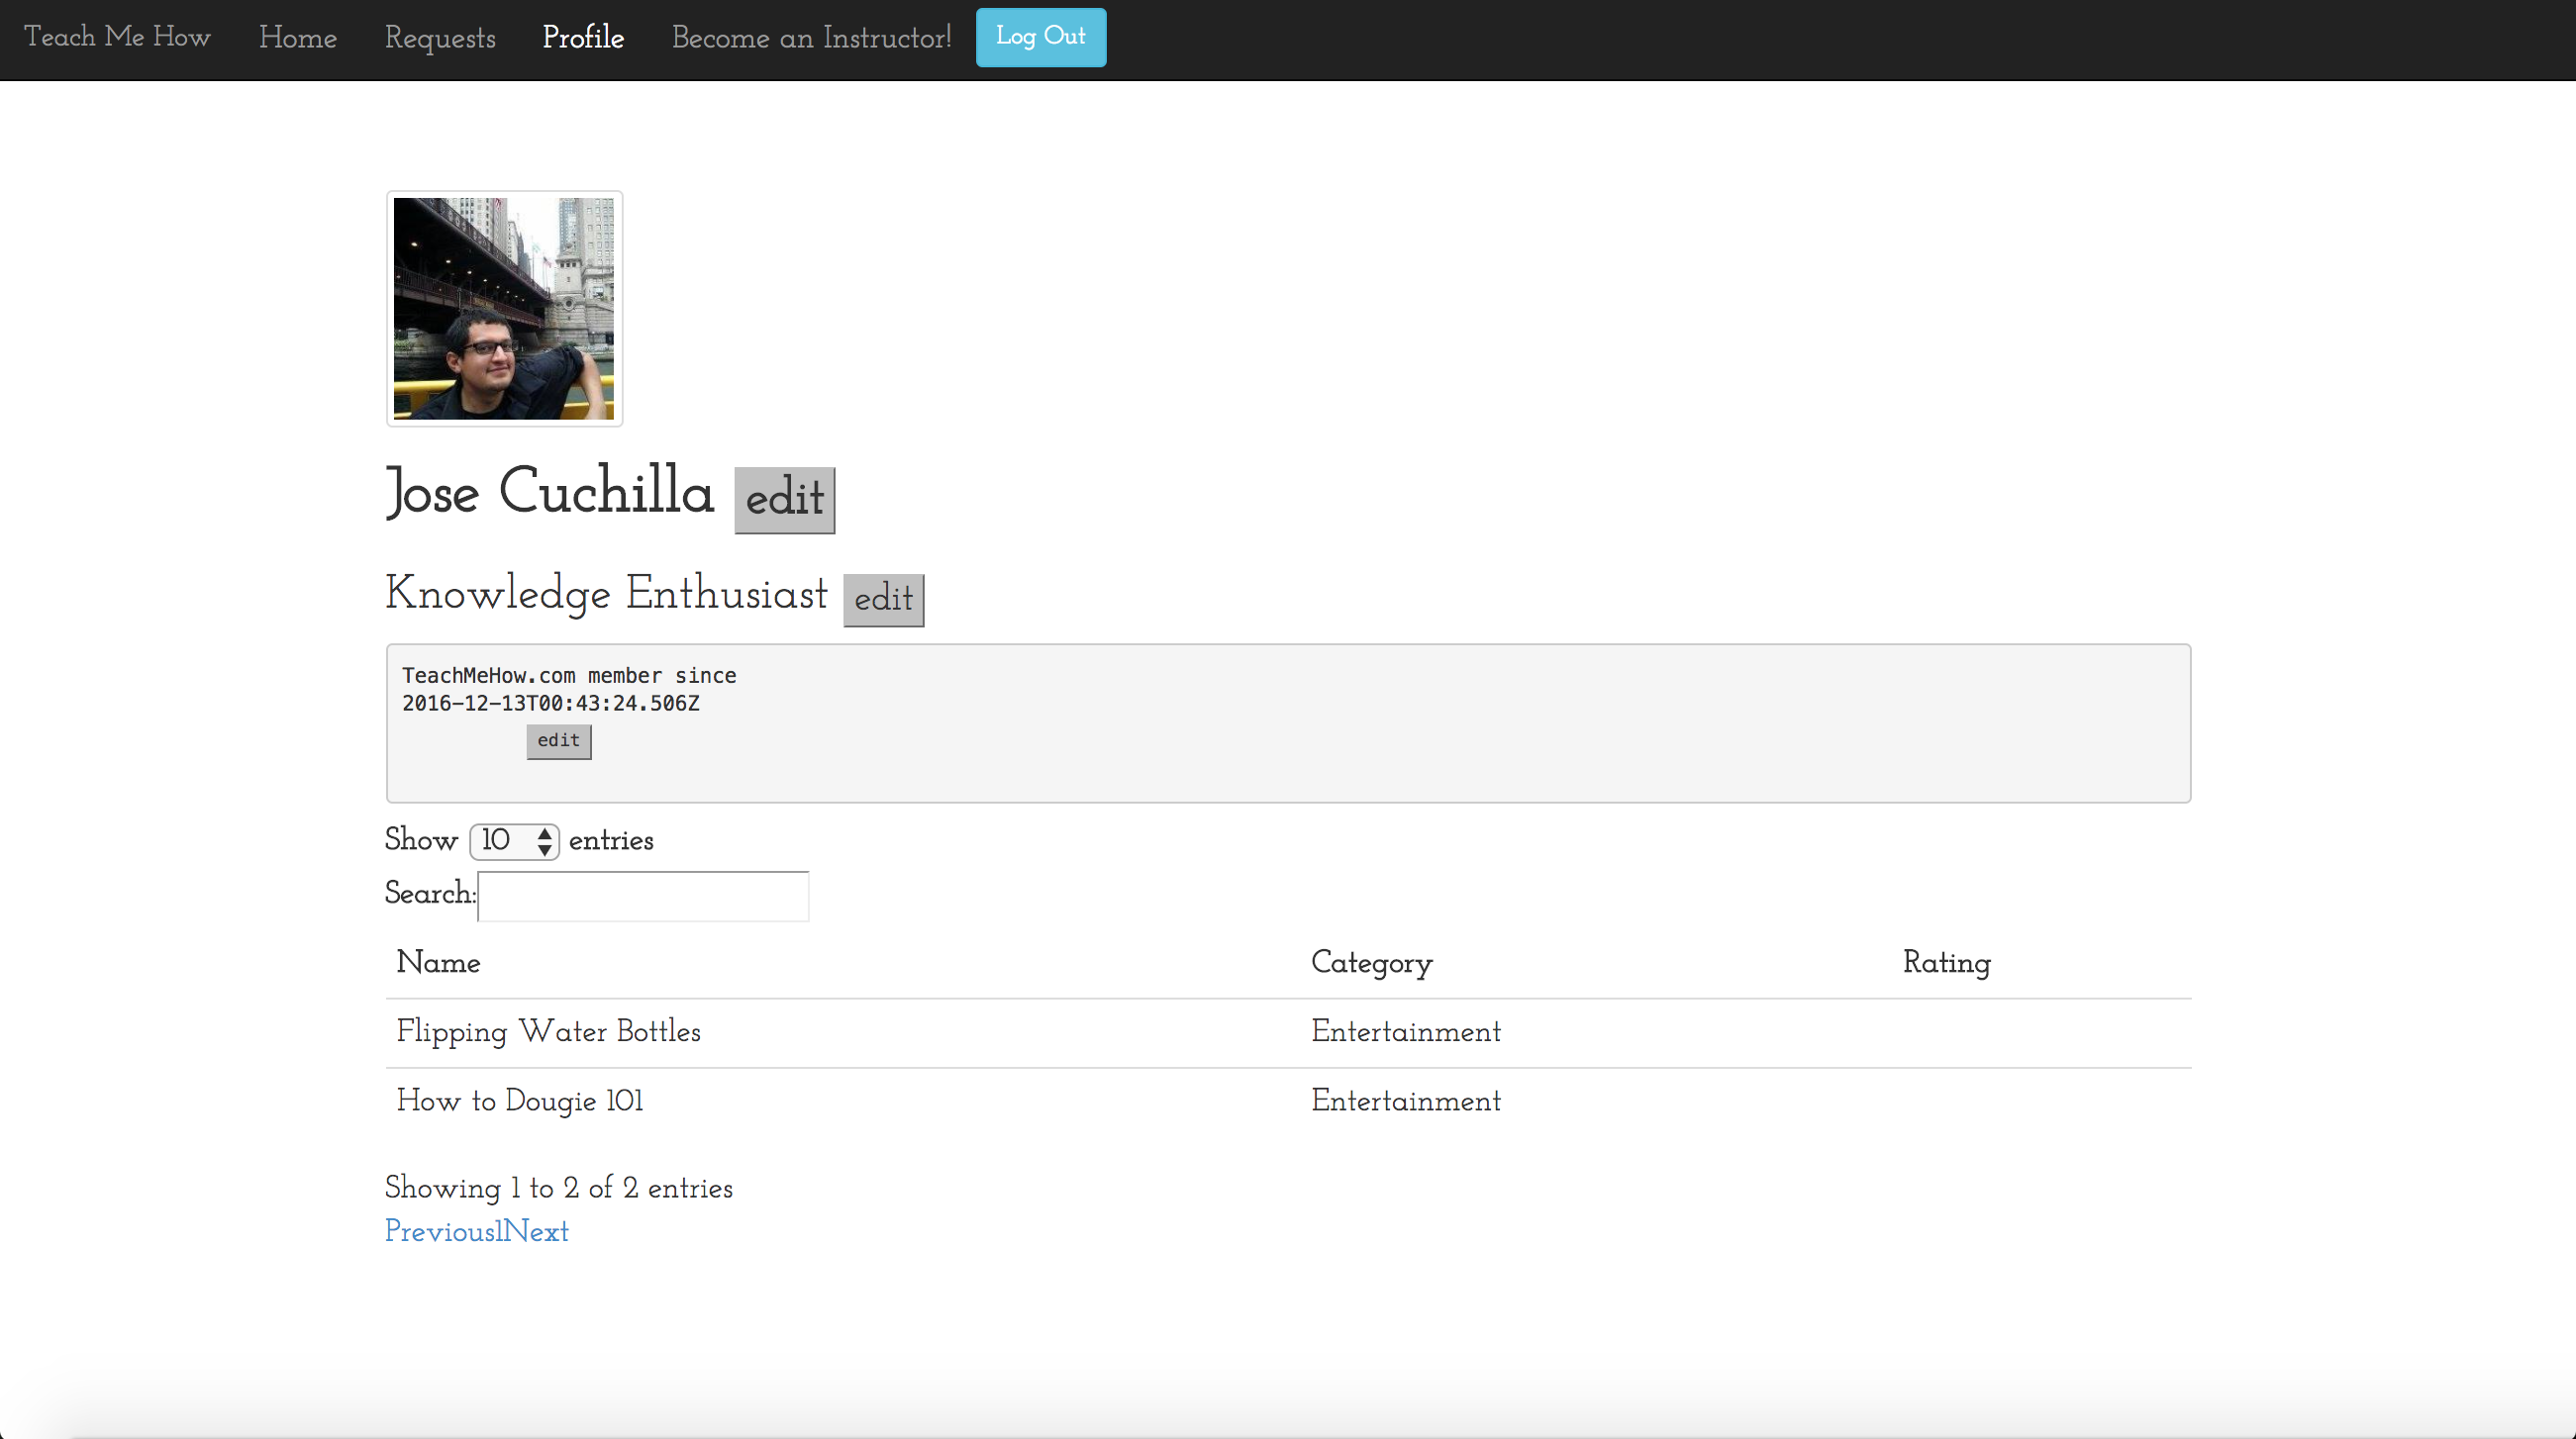 Teach Me How Home Requests Profile Become an Instructor! Log Out
Jose Cuchilla edit
Knowledge Enthusiast edit
TeachMeHow.com member since
2016-12-13T00:43:24.506Z
edit
Show 10 entries
Search:
Name Category Rating
Flipping Water Bottles Entertainment
How to Dougie 101 Entertainment
Showing 1 to 2 of 2 entries
Previous1Next